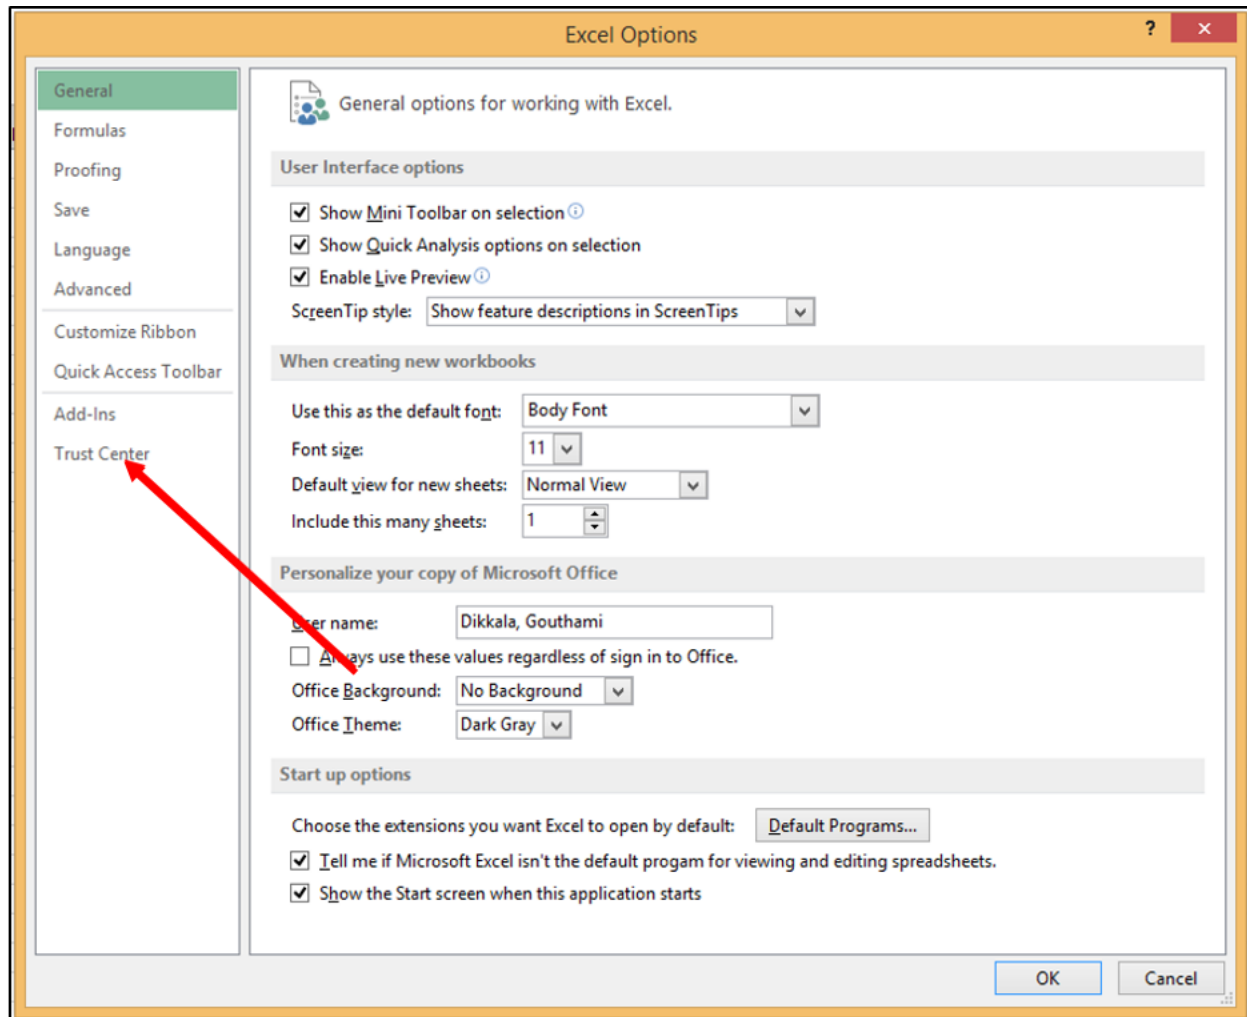 Excel Options
?
General
Formulas
Proofing
Save
Language
Advanced
Customize Ribbon
Quick Access Toolbar
Add-Ins
Trust Center
General options for working with Excel.
User Interface options
Show Mini Toolbar on selection
Show Quick Analysis options on selection
Enable Live Preview
ScreenTip style: Show feature descriptions in ScreenTips
When creating new workbooks
Use this as the default font: Body Font
Font size: 11
Default view for new sheets: Normal View
Include this many sheets: 1
Personalize your copy of Microsoft Office
User name: Dikkala, Gouthami
Always use these values regardless of sign in to Office.
Office Background: No Background
Office Theme: Dark Gray
Start up options
Choose the extensions you want Excel to open by default: Default Programs...
Tell me if Microsoft Excel isn't the default progam for viewing and editing spreadsheets.
Show the Start screen when this application starts
OK Cancel